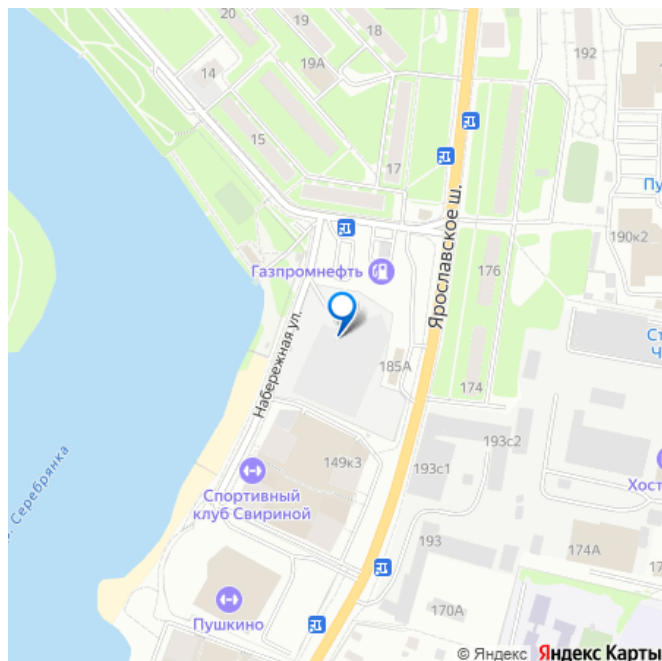 20
19
18
192
19А
14
15
17
Пу
190к2
Газпромнефть
176
Ярославское ш.
Набережная ул.
185А
174
Ст
Ч
193с2
149к3
193с1
Спортивный
клуб Свириной
Хост
. Серебрянка
193
174А
17
170А
Пушкино
© Яндекс Яндекс Карты